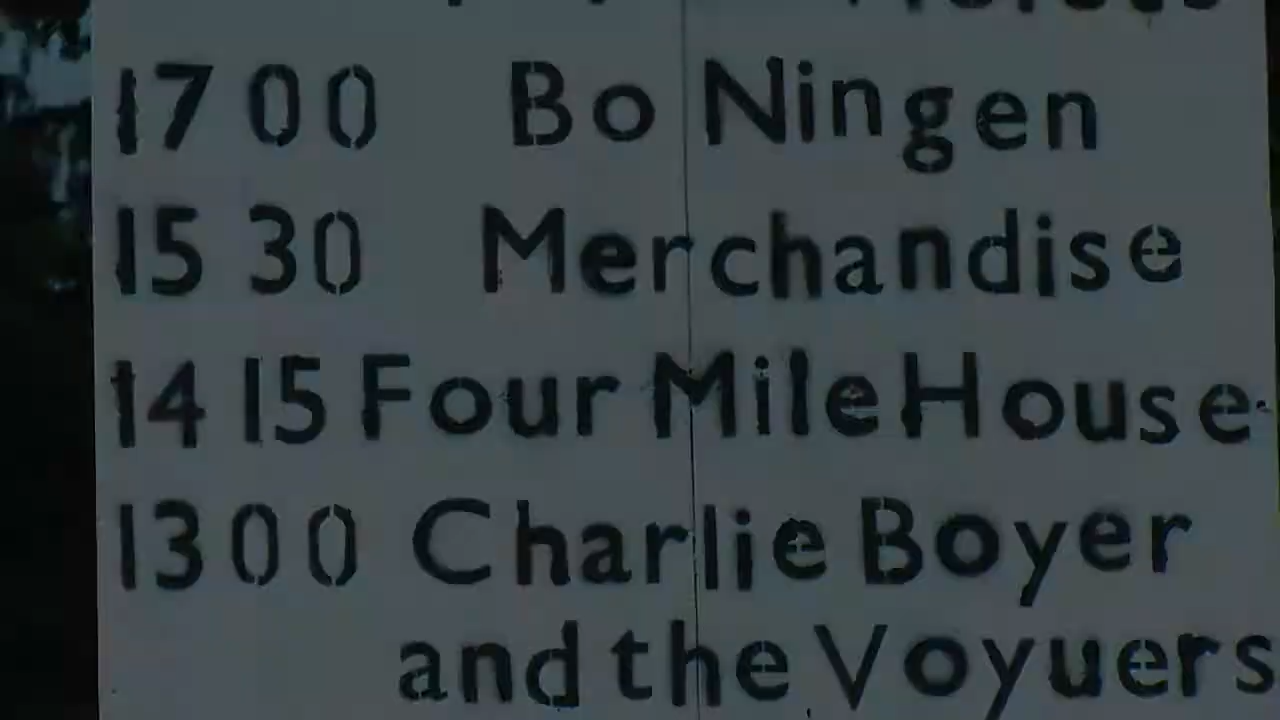 1700 Bo Ningen
1530 Merchandise
1415 Four Mile House
1300 Charlie Boyer
and the Voyuers